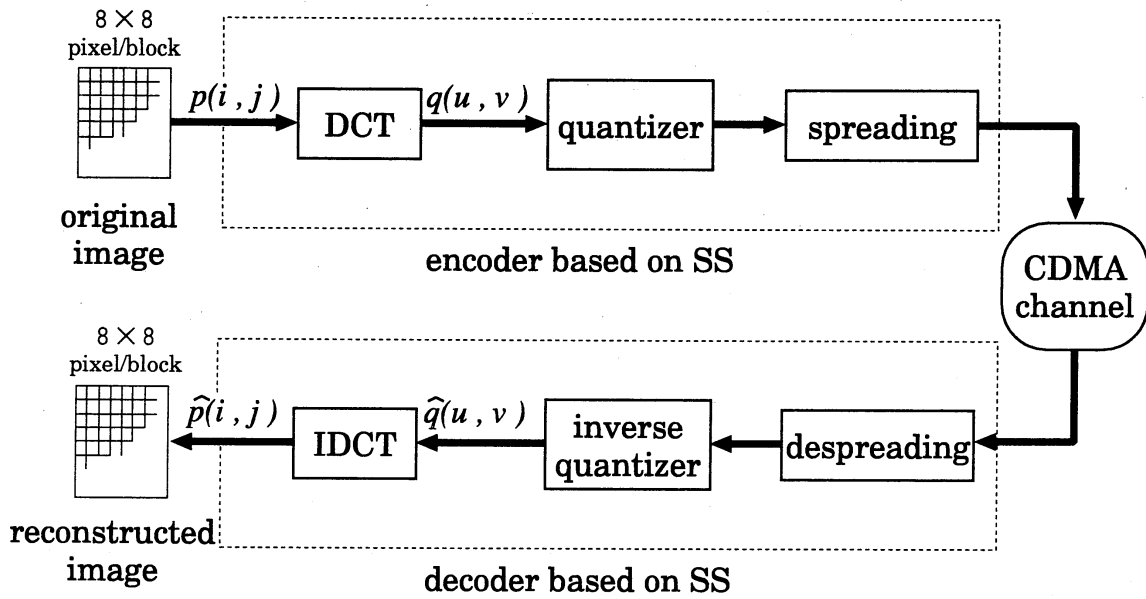 8 × 8
pixel/block
p(i , j)
DCT
q(u , v)
quantizer
spreading
original
image
encoder based on SS
CDMA
channel
8 × 8
pixel/block
p̂(i , j)
IDCT
q̂(u , v)
inverse
quantizer
despreading
reconstructed
image
decoder based on SS